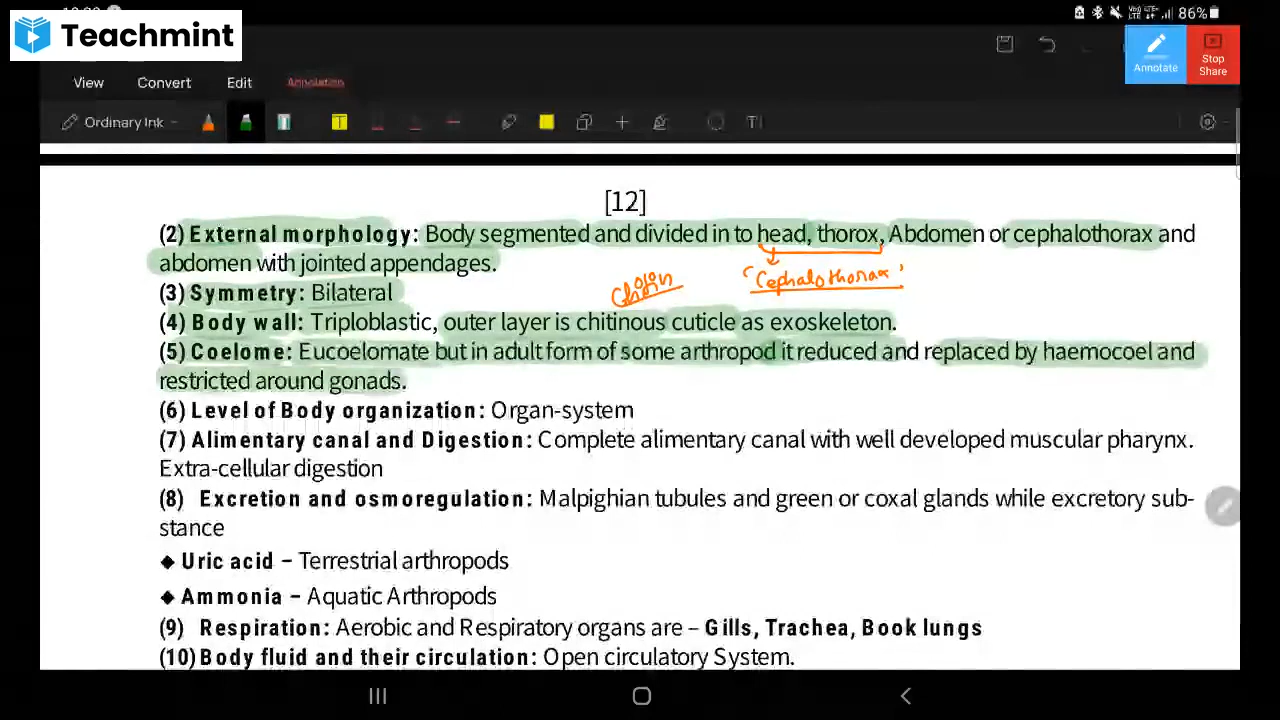 Teachmint
86%
View Convert Edit Annotation
Annotate
Stop Share
Ordinary Ink
[12]
(2) External morphology: Body segmented and divided in to head, thorox, Abdomen or cephalothorax and
abdomen with jointed appendages.
'Cephalothorax'
(3) Symmetry: Bilateral
(4) Body wall: Triploblastic, outer layer is chitinous cuticle as exoskeleton.
(5) Coelome: Eucoelomate but in adult form of some arthropod it reduced and replaced by haemocoel and
restricted around gonads.
(6) Level of Body organization: Organ-system
(7) Alimentary canal and Digestion: Complete alimentary canal with well developed muscular pharynx.
Extra-cellular digestion
(8) Excretion and osmoregulation: Malpighian tubules and green or coxal glands while excretory sub-
stance
◆ Uric acid – Terrestrial arthropods
◆ Ammonia – Aquatic Arthropods
(9) Respiration: Aerobic and Respiratory organs are – Gills, Trachea, Book lungs
(10) Body fluid and their circulation: Open circulatory System.